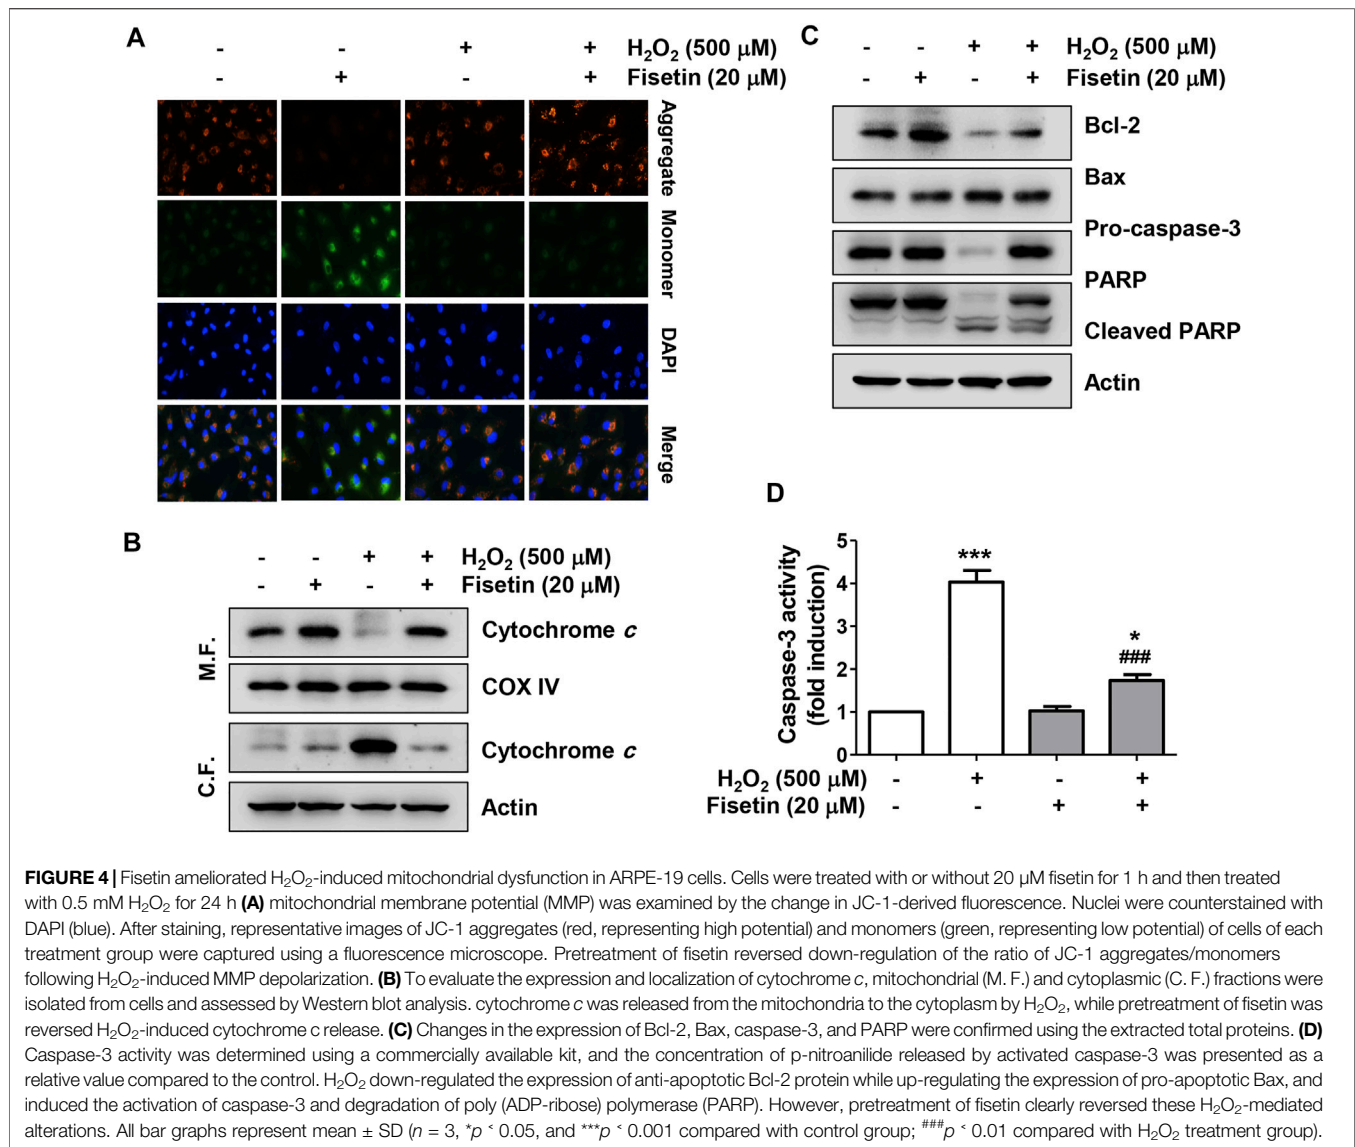 A
- - + + H₂O₂ (500 µM)
- + - + Fisetin (20 µM)
Aggregate
Monomer
DAPI
Merge
B
- - + + H₂O₂ (500 µM)
- + - + Fisetin (20 µM)
M.F.
Cytochrome c
COX IV
C.F.
Cytochrome c
Actin
C
- - + + H₂O₂ (500 µM)
- + - + Fisetin (20 µM)
Bcl-2
Bax
Pro-caspase-3
PARP
Cleaved PARP
Actin
D
Caspase-3 activity
(fold induction)
5
4
3
2
1
0
***
*
###
H₂O₂ (500 µM) - + - +
Fisetin (20 µM) - - + +
FIGURE 4 | Fisetin ameliorated H₂O₂-induced mitochondrial dysfunction in ARPE-19 cells. Cells were treated with or without 20 µM fisetin for 1 h and then treated
with 0.5 mM H₂O₂ for 24 h (A) mitochondrial membrane potential (MMP) was examined by the change in JC-1-derived fluorescence. Nuclei were counterstained with
DAPI (blue). After staining, representative images of JC-1 aggregates (red, representing high potential) and monomers (green, representing low potential) of cells of each
treatment group were captured using a fluorescence microscope. Pretreatment of fisetin reversed down-regulation of the ratio of JC-1 aggregates/monomers
following H₂O₂-induced MMP depolarization. (B) To evaluate the expression and localization of cytochrome c, mitochondrial (M. F.) and cytoplasmic (C. F.) fractions were
isolated from cells and assessed by Western blot analysis. cytochrome c was released from the mitochondria to the cytoplasm by H₂O₂, while pretreatment of fisetin was
reversed H₂O₂-induced cytochrome c release. (C) Changes in the expression of Bcl-2, Bax, caspase-3, and PARP were confirmed using the extracted total proteins. (D)
Caspase-3 activity was determined using a commercially available kit, and the concentration of p-nitroanilide released by activated caspase-3 was presented as a
relative value compared to the control. H₂O₂ down-regulated the expression of anti-apoptotic Bcl-2 protein while up-regulating the expression of pro-apoptotic Bax, and
induced the activation of caspase-3 and degradation of poly (ADP-ribose) polymerase (PARP). However, pretreatment of fisetin clearly reversed these H₂O₂-mediated
alterations. All bar graphs represent mean ± SD (n = 3, *p ˂ 0.05, and ***p ˂ 0.001 compared with control group; ###p ˂ 0.01 compared with H₂O₂ treatment group).